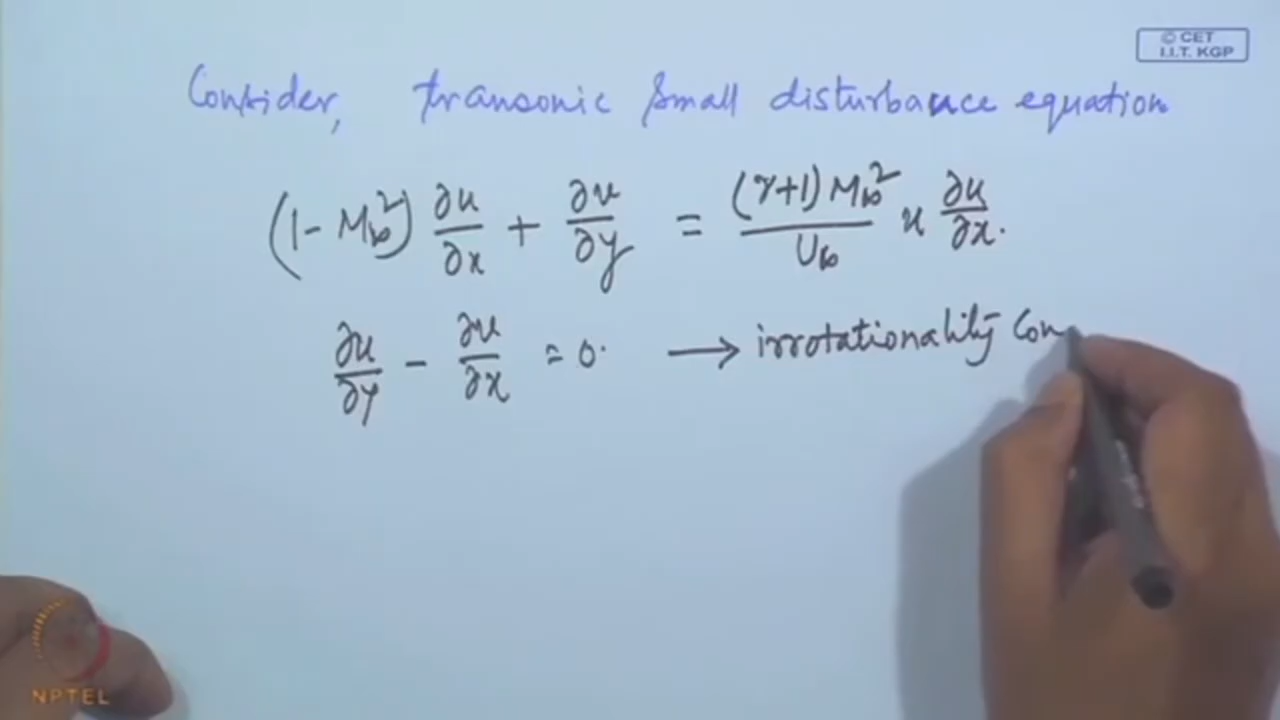 © CET
I.I.T. KGP
Consider, transonic small disturbance equation
(1 - M∞²) ∂u/∂x + ∂v/∂y = (γ+1) M∞² / U∞ u ∂u/∂x.
∂u/∂y - ∂v/∂x = 0. → irrotationality Con
NPTEL